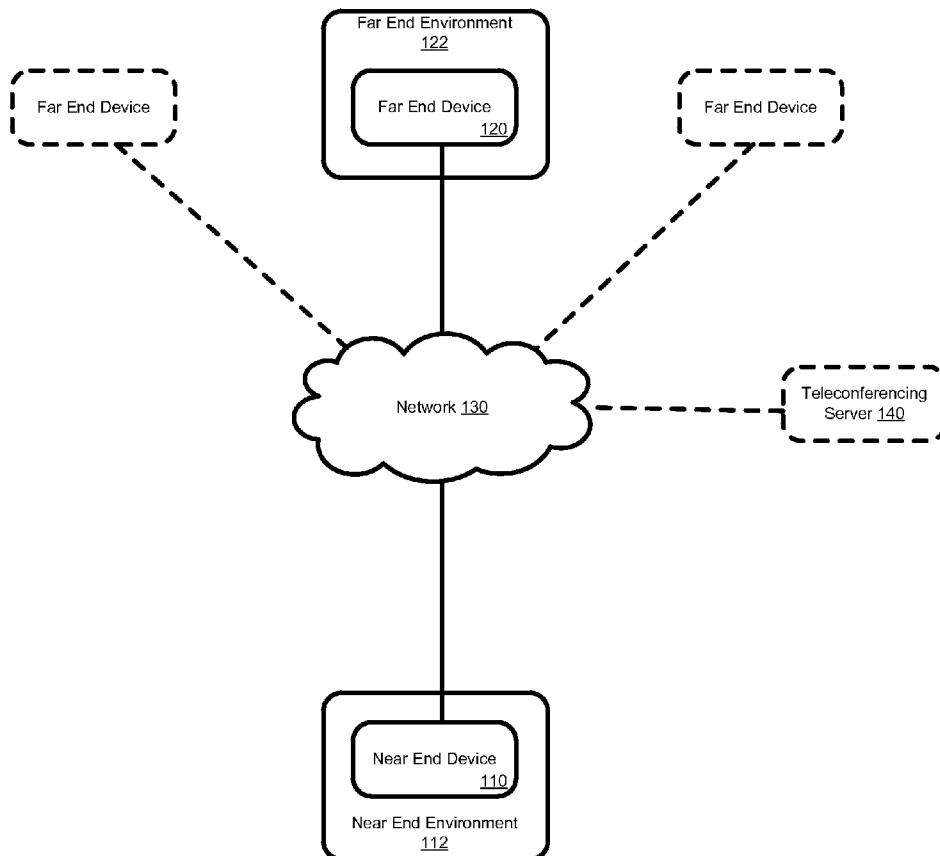 Far End Environment
122
Far End Device
Far End Device
120
Far End Device
Network 130
Teleconferencing
Server 140
Near End Device
110
Near End Environment
112